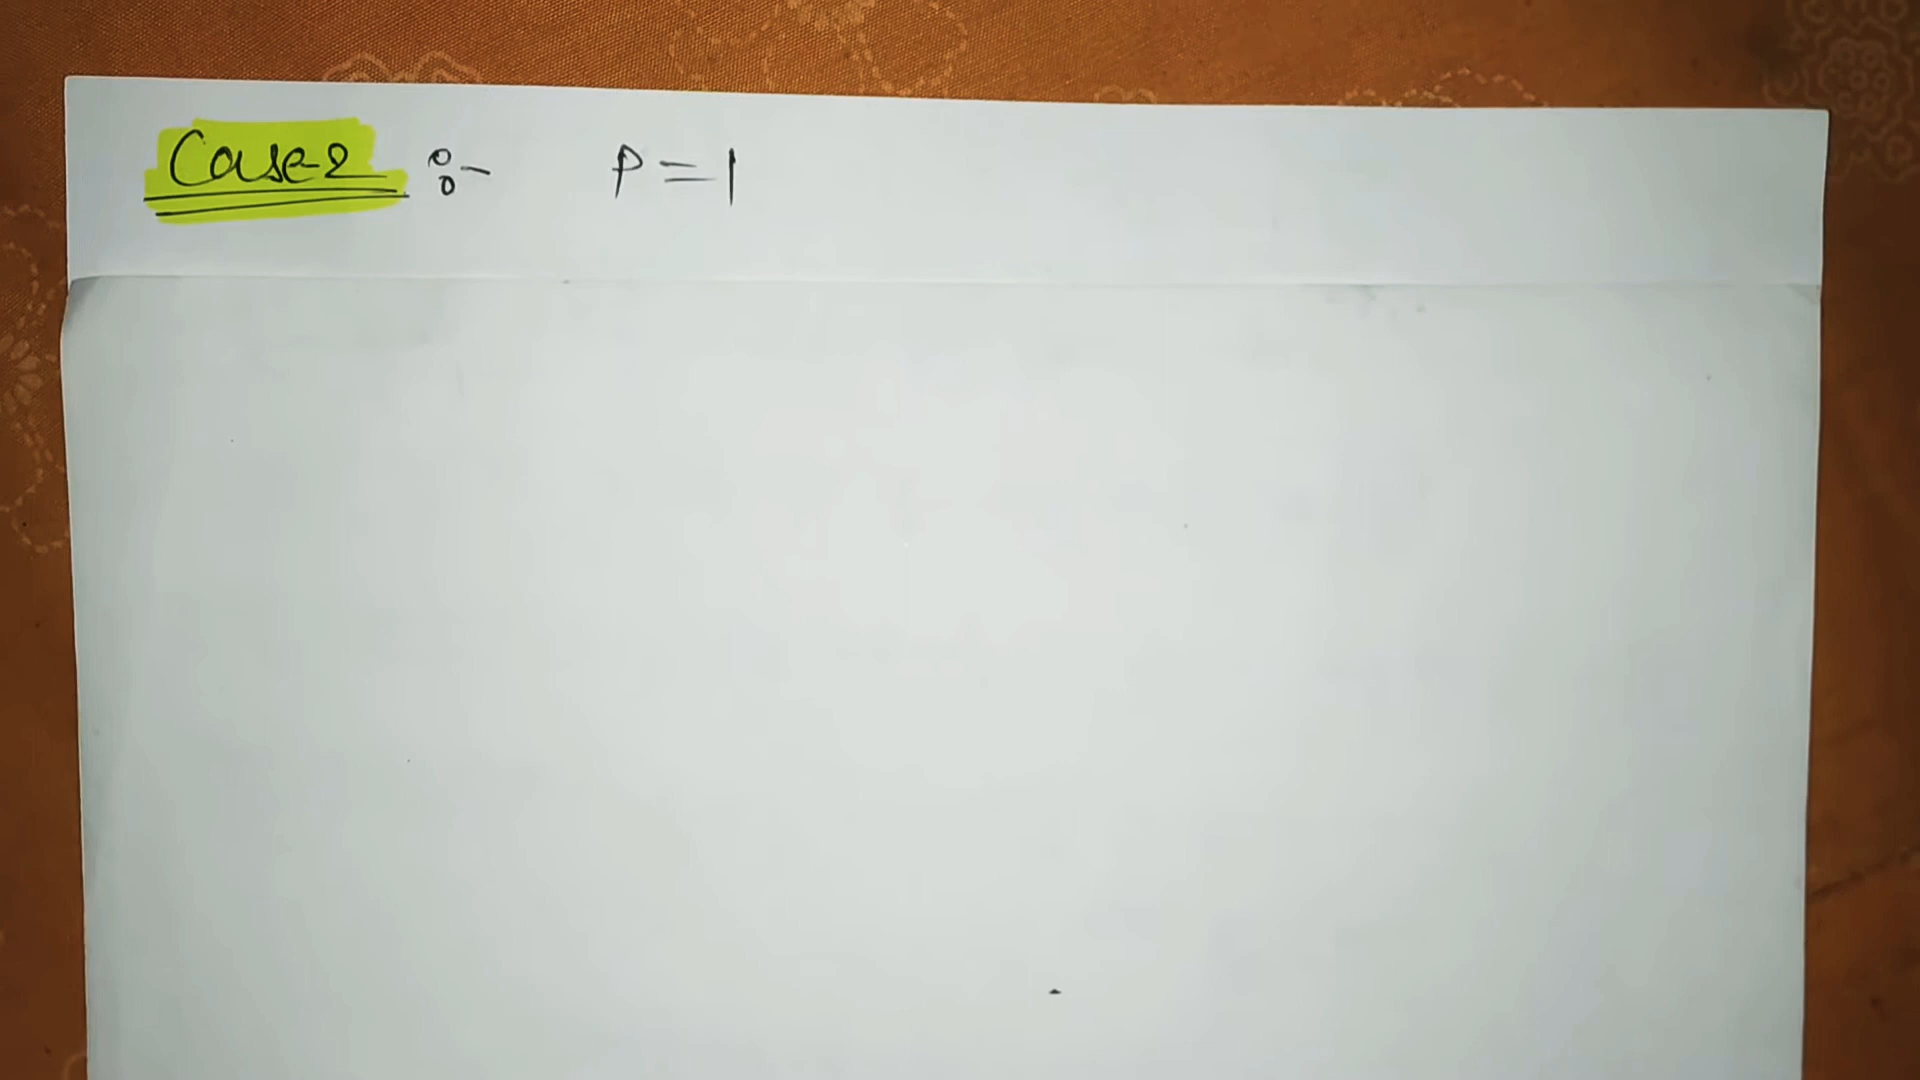 Case-2 :- P = 1